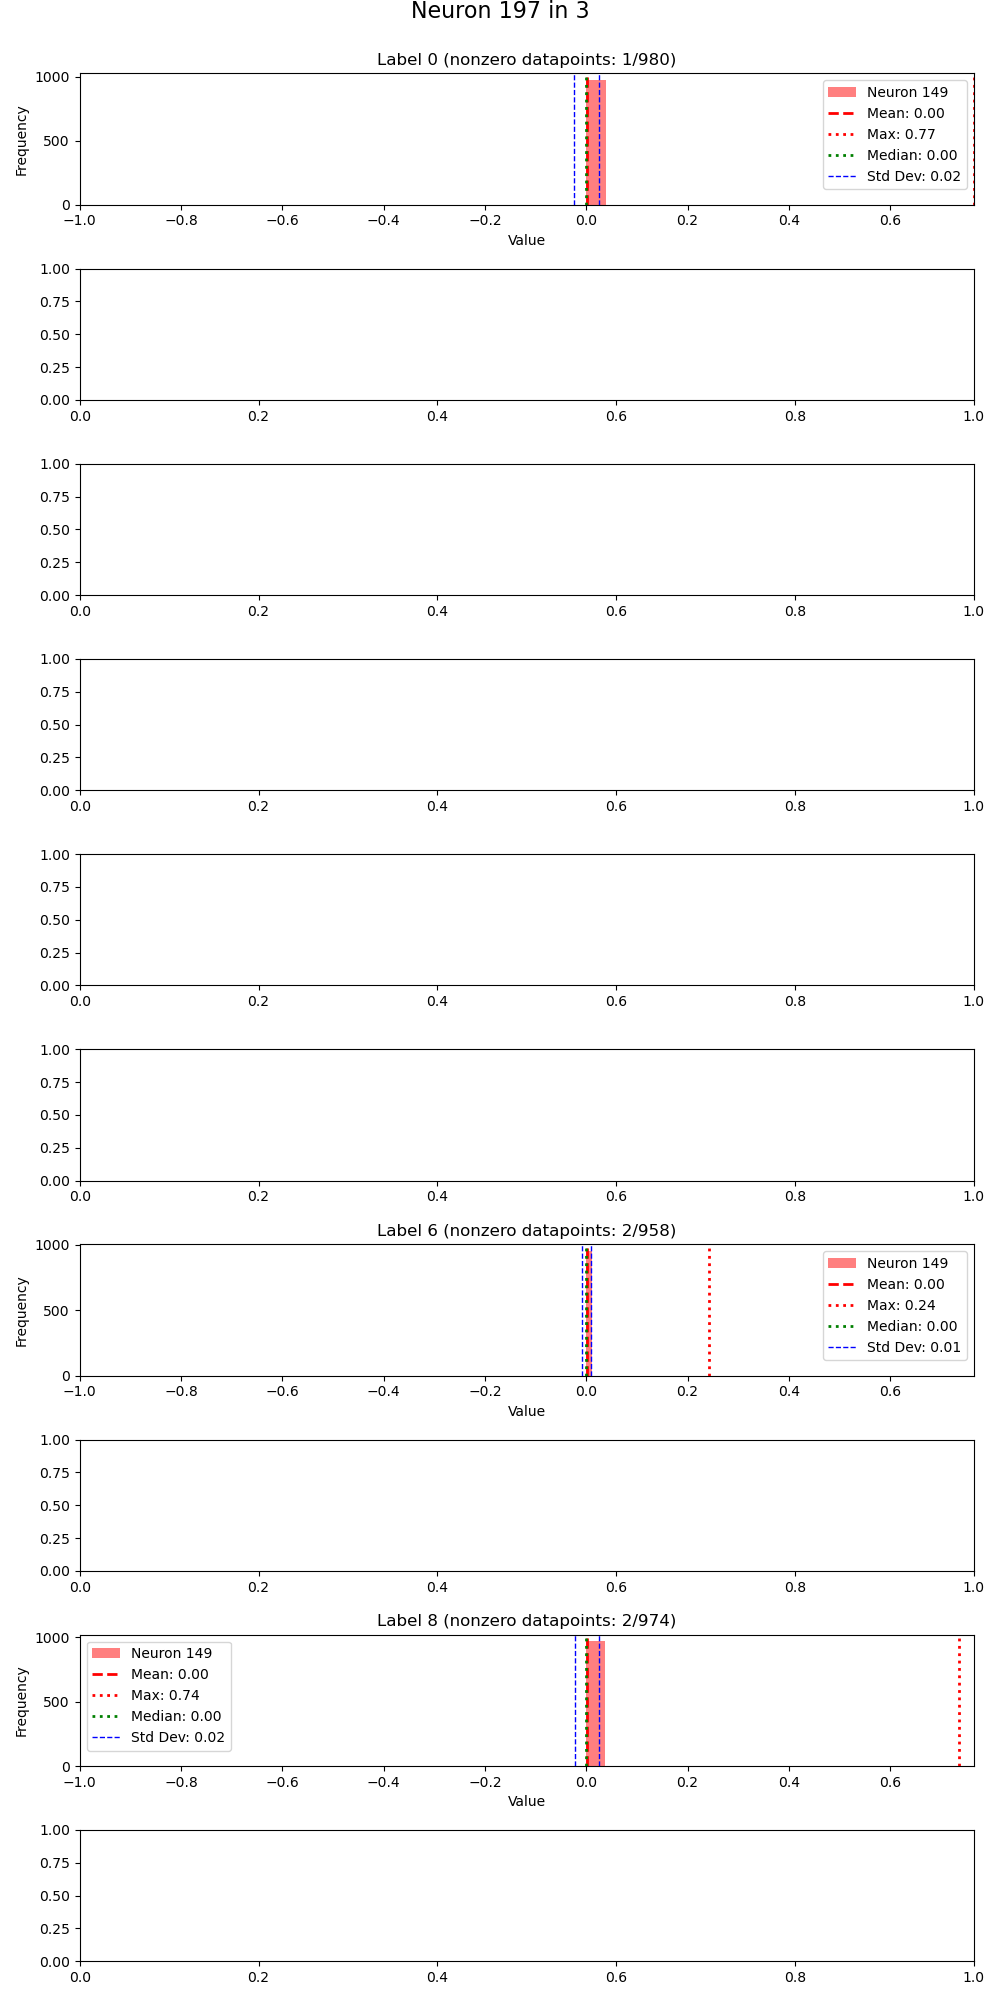 Neuron 197 in 3
Label 0 (nonzero datapoints: 1/980)
Frequency
1000
500
0
Neuron 149
Mean: 0.00
Max: 0.77
Median: 0.00
Std Dev: 0.02
−1.0 −0.8 −0.6 −0.4 −0.2 0.0 0.2 0.4 0.6
Value
1.00
0.75
0.50
0.25
0.00
0.0 0.2 0.4 0.6 0.8 1.0
1.00
0.75
0.50
0.25
0.00
0.0 0.2 0.4 0.6 0.8 1.0
1.00
0.75
0.50
0.25
0.00
0.0 0.2 0.4 0.6 0.8 1.0
1.00
0.75
0.50
0.25
0.00
0.0 0.2 0.4 0.6 0.8 1.0
1.00
0.75
0.50
0.25
0.00
0.0 0.2 0.4 0.6 0.8 1.0
Label 6 (nonzero datapoints: 2/958)
Frequency
1000
500
0
Neuron 149
Mean: 0.00
Max: 0.24
Median: 0.00
Std Dev: 0.01
−1.0 −0.8 −0.6 −0.4 −0.2 0.0 0.2 0.4 0.6
Value
1.00
0.75
0.50
0.25
0.00
0.0 0.2 0.4 0.6 0.8 1.0
Label 8 (nonzero datapoints: 2/974)
Frequency
1000
500
0
Neuron 149
Mean: 0.00
Max: 0.74
Median: 0.00
Std Dev: 0.02
−1.0 −0.8 −0.6 −0.4 −0.2 0.0 0.2 0.4 0.6
Value
1.00
0.75
0.50
0.25
0.00
0.0 0.2 0.4 0.6 0.8 1.0